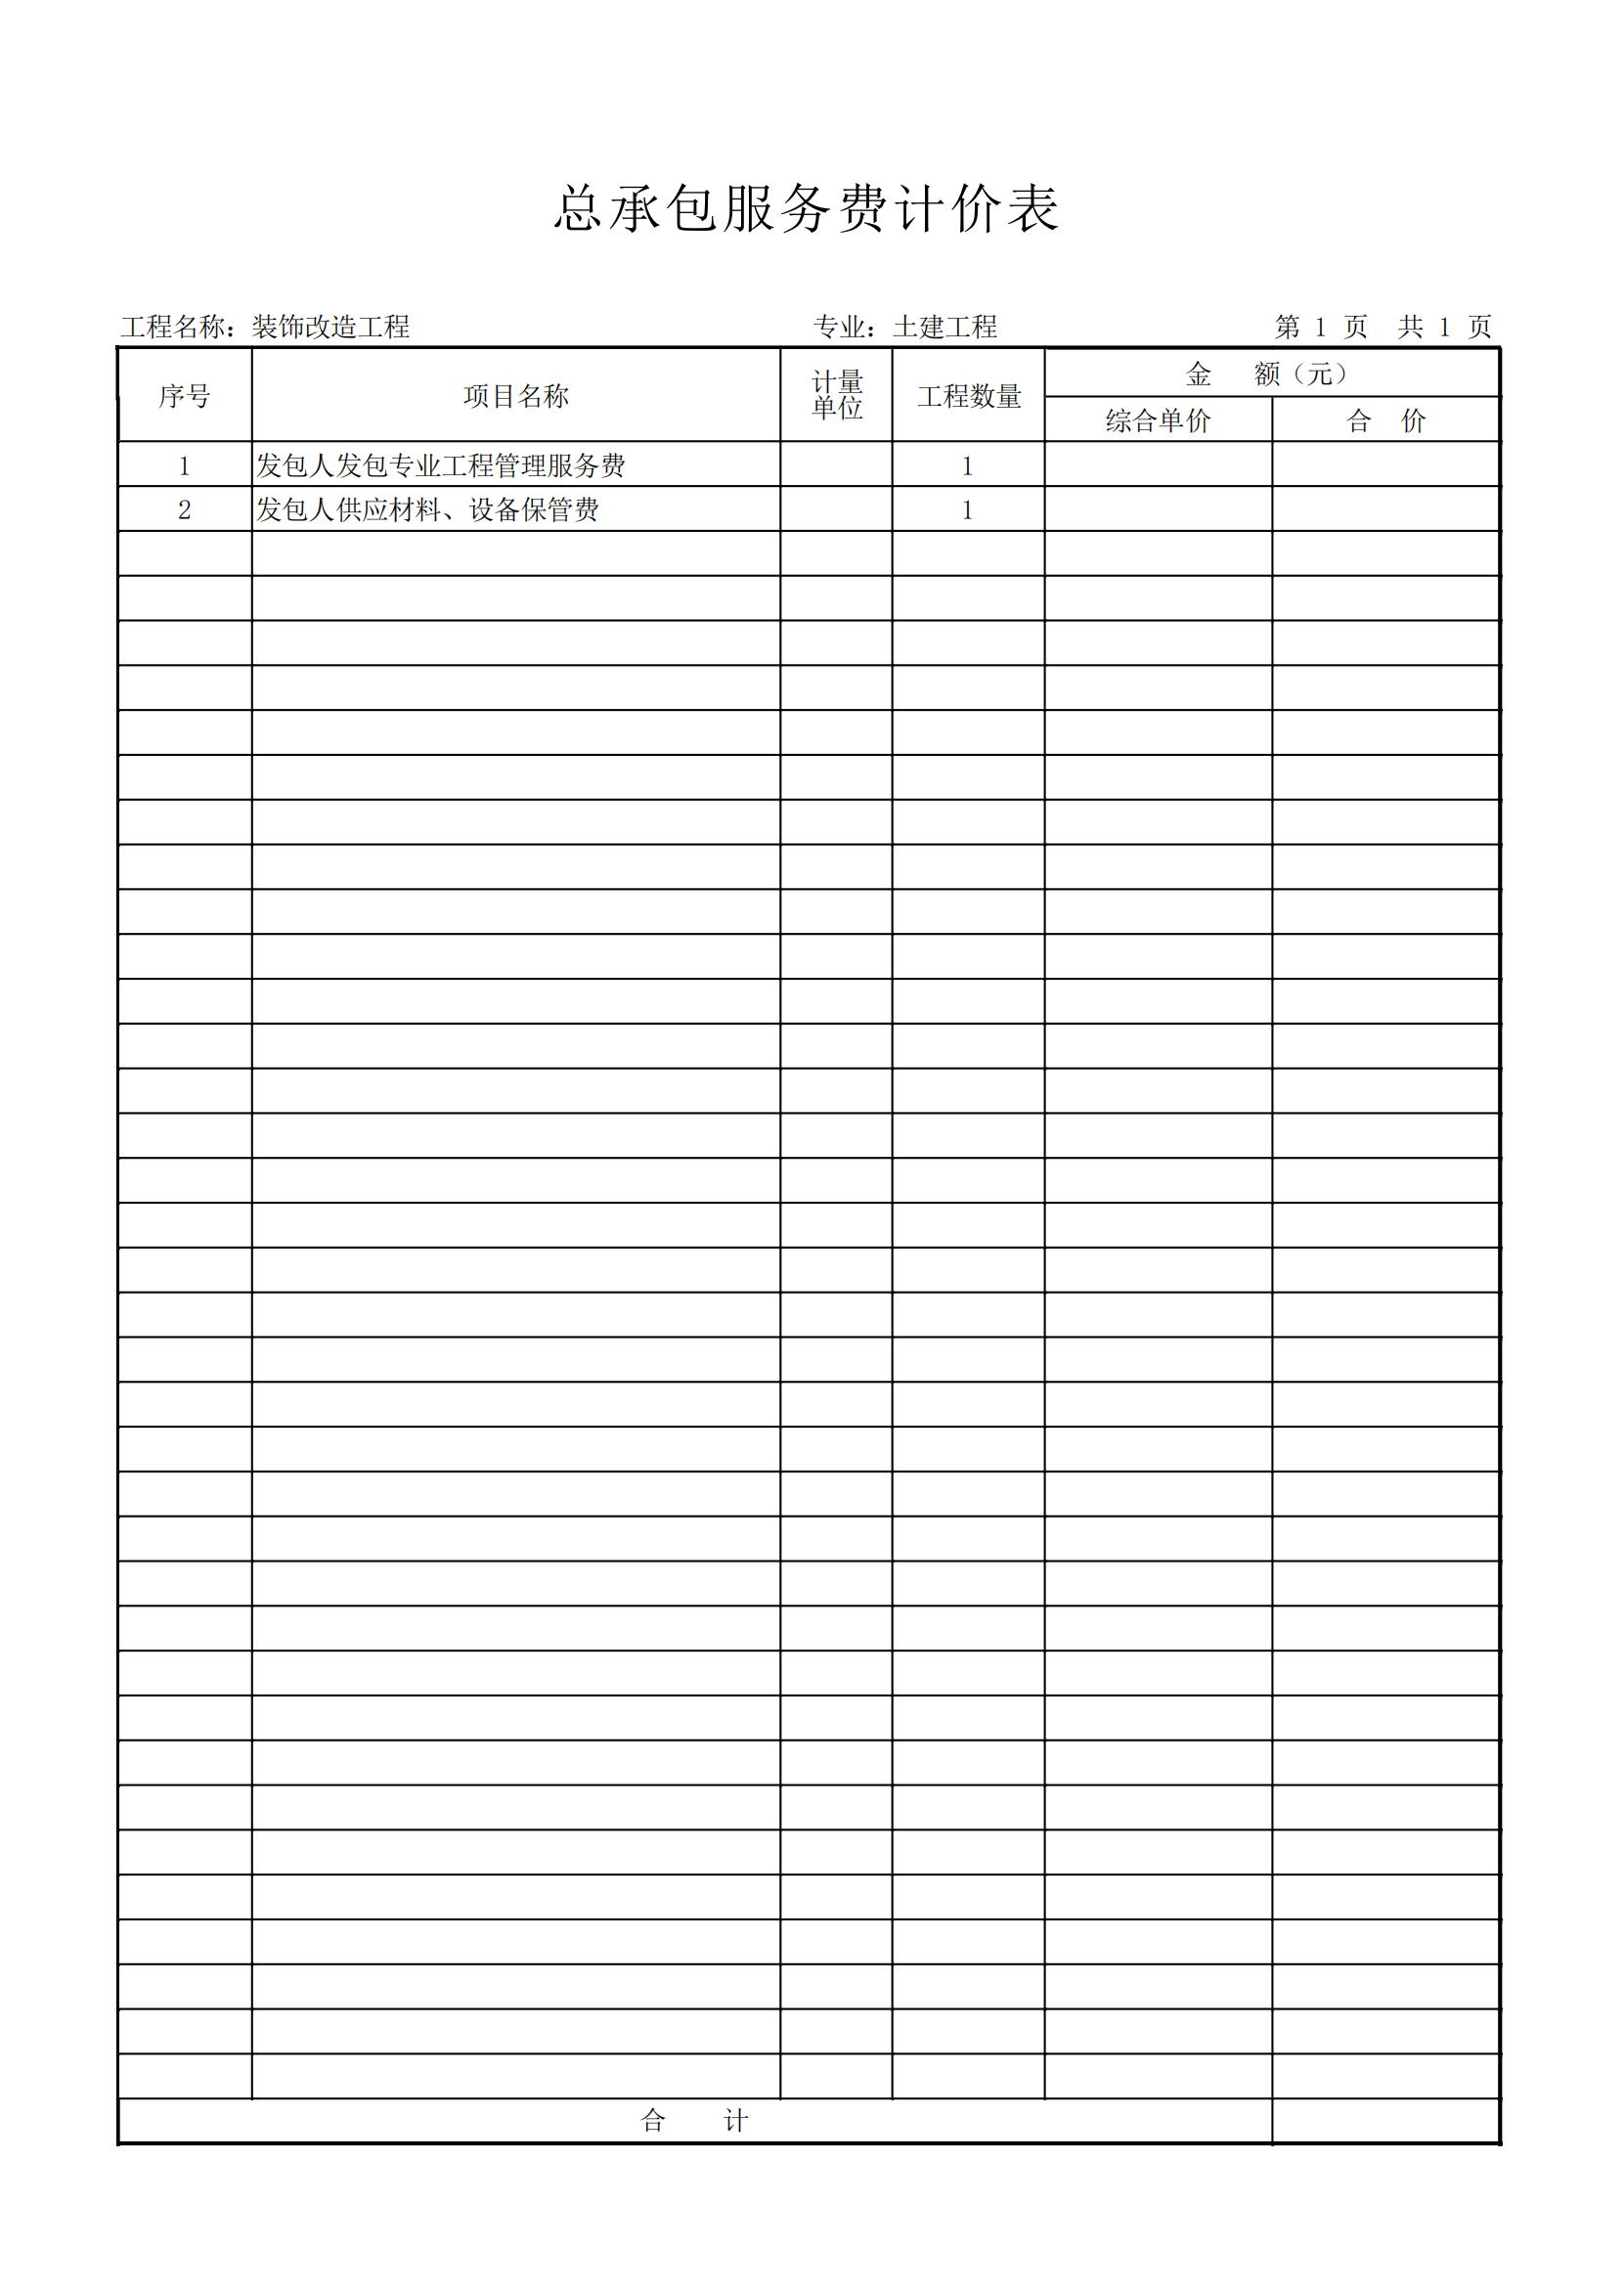 总承包服务费计价表
工程名称：装饰改造工程 专业：土建工程 第 1 页 共 1 页
序号 项目名称 计量单位 工程数量 金 额（元）
综合单价 合 价
1 发包人发包专业工程管理服务费 1
2 发包人供应材料、设备保管费 1
合 计